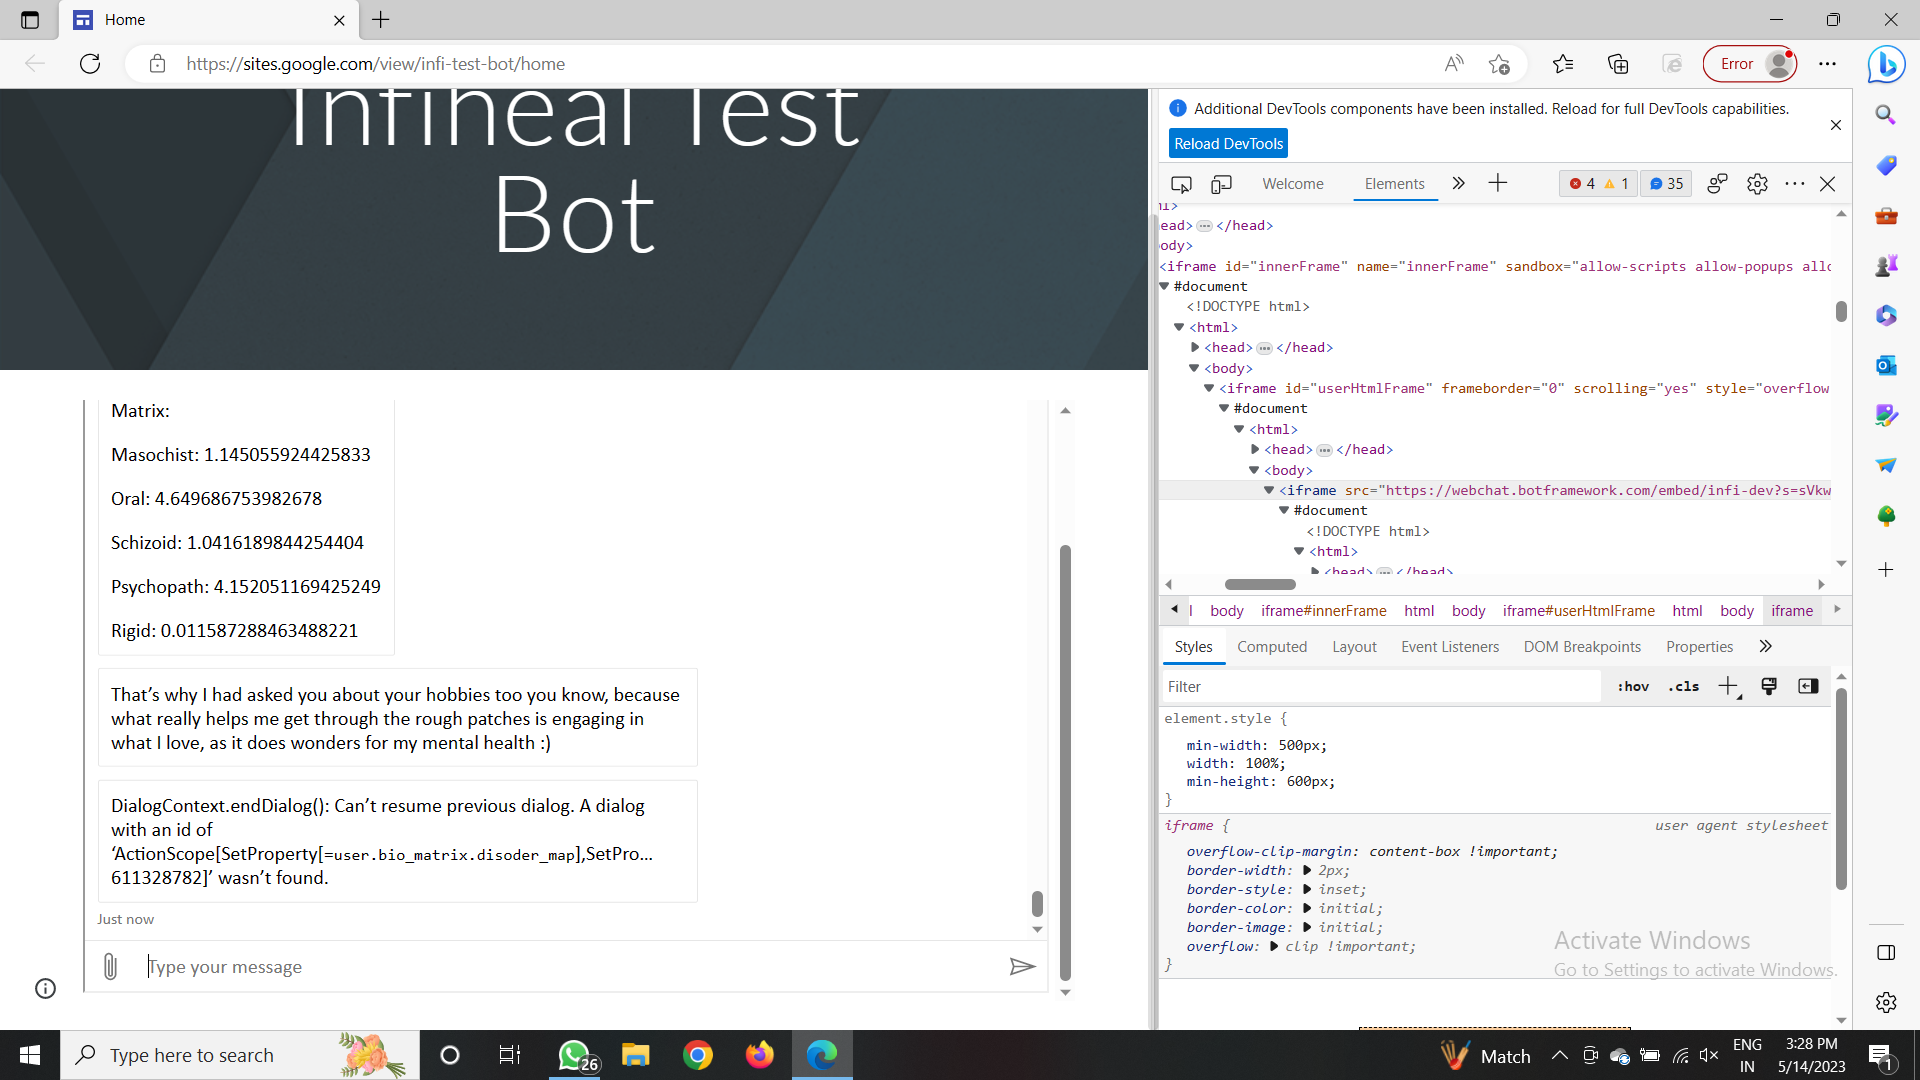 Home
https://sites.google.com/view/infi-test-bot/home
Error
Infiheal Test
Bot
Matrix:
Masochist: 1.145055924425833
Oral: 4.649686753982678
Schizoid: 1.0416189844254404
Psychopath: 4.152051169425249
Rigid: 0.011587288463488221
That’s why I had asked you about your hobbies too you know, because
what really helps me get through the rough patches is engaging in
what I love, as it does wonders for my mental health :)
DialogContext.endDialog(): Can’t resume previous dialog. A dialog
with an id of
‘ActionScope[SetProperty[=user.bio_matrix.disoder_map],SetPro...
611328782]’ wasn’t found.
Just now
Type your message
Additional DevTools components have been installed. Reload for full DevTools capabilities.
Reload DevTools
Welcome
Elements
4 1 35
ead> ... </head>
ody>
<iframe id="innerFrame" name="innerFrame" sandbox="allow-scripts allow-popups allo
#document
<!DOCTYPE html>
<html>
<head> ... </head>
<body>
<iframe id="userHtmlFrame" frameborder="0" scrolling="yes" style="overflow
#document
<html>
<head> ... </head>
<body>
<iframe src="https://webchat.botframework.com/embed/infi-dev?s=sVkw
#document
<!DOCTYPE html>
<html>
<head> ... </head>
l body iframe#innerFrame html body iframe#userHtmlFrame html body iframe
Styles Computed Layout Event Listeners DOM Breakpoints Properties
Filter
:hov .cls
element.style {
min-width: 500px;
width: 100%;
min-height: 600px;
}
iframe {
user agent stylesheet
overflow-clip-margin: content-box !important;
border-width: 2px;
border-style: inset;
border-color: initial;
border-image: initial;
overflow: clip !important;
}
Activate Windows
Go to Settings to activate Windows.
Type here to search
26
Match
ENG
IN
3:28 PM
5/14/2023
1